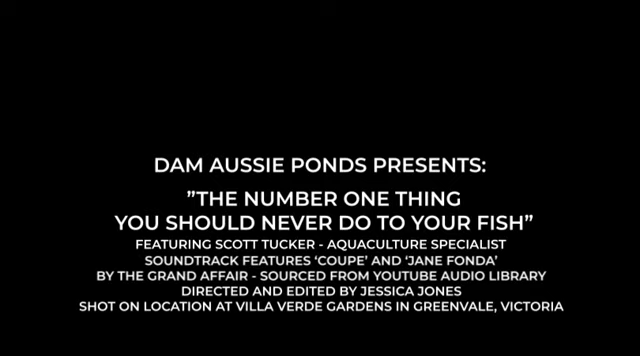 DAM AUSSIE PONDS PRESENTS:
”THE NUMBER ONE THING
YOU SHOULD NEVER DO TO YOUR FISH”
FEATURING SCOTT TUCKER - AQUACULTURE SPECIALIST
SOUNDTRACK FEATURES ‘COUPE’ AND ‘JANE FONDA’
BY THE GRAND AFFAIR - SOURCED FROM YOUTUBE AUDIO LIBRARY
DIRECTED AND EDITED BY JESSICA JONES
SHOT ON LOCATION AT VILLA VERDE GARDENS IN GREENVALE, VICTORIA